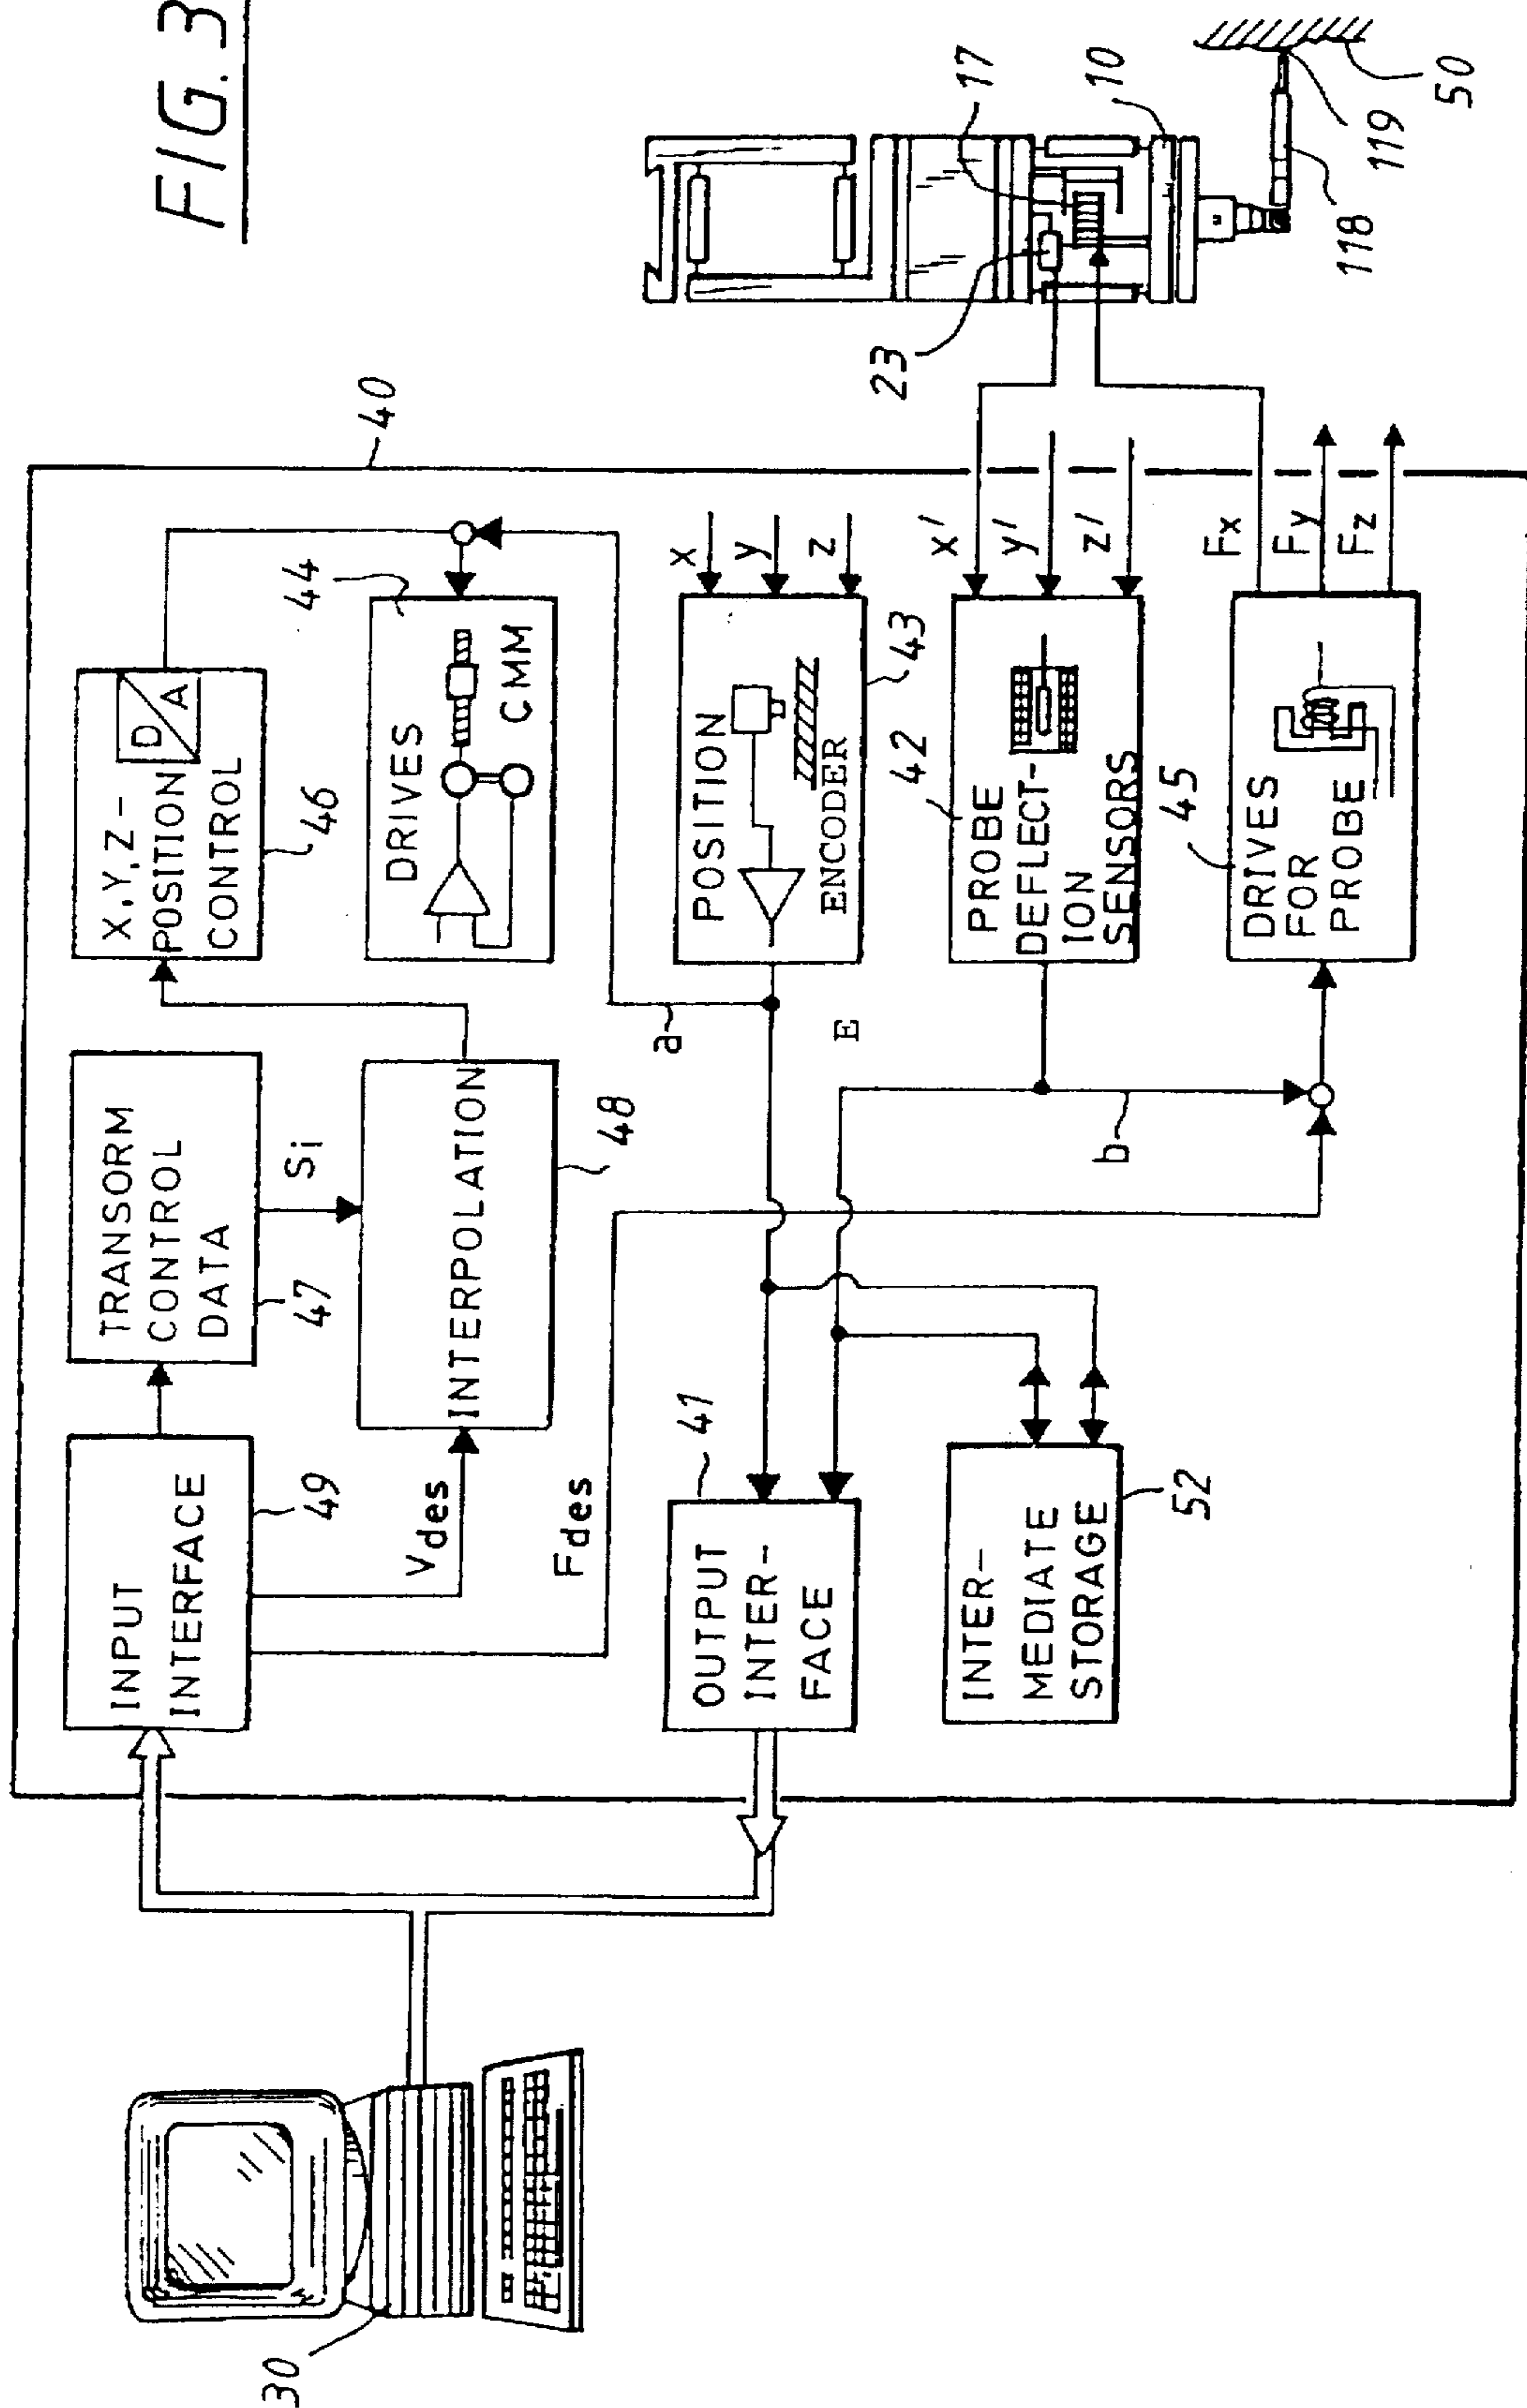 FIG. 3
40
INPUT
INTERFACE
49
TRANSORM
CONTROL
DATA
47
X,Y,Z-
POSITION
CONTROL
D
A
46
Si
Vdes
Fdes
INTERPOLATION
48
DRIVES
CMM
44
30
OUTPUT
INTER-
FACE
41
a
E
POSITION
ENCODER
43
x
y
z
INTER-
MEDIATE
STORAGE
52
b
PROBE
DEFLECT-
ION
SENSORS
42
x'
y'
z'
DRIVES
FOR
PROBE
45
Fx
Fy
Fz
23
17
10
118
119
50